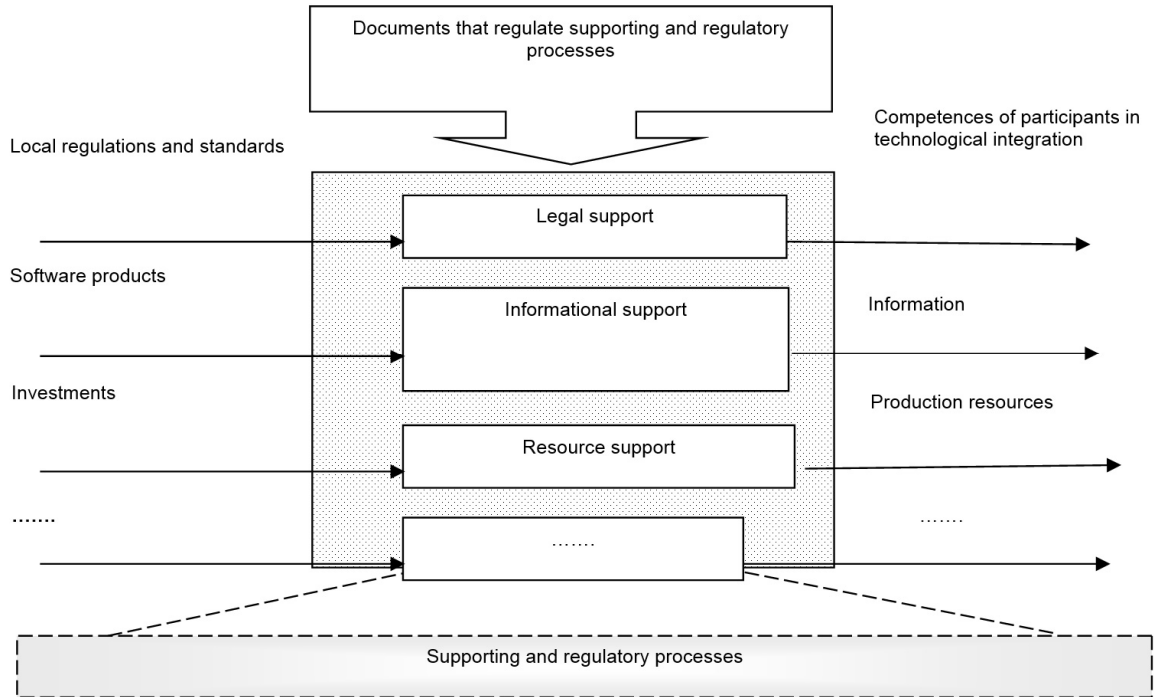 Documents that regulate supporting and regulatory
processes
Competences of participants in
technological integration
Local regulations and standards
Legal support
Software products
Informational support
Information
Investments
Production resources
Resource support
.......
.......
.......
Supporting and regulatory processes